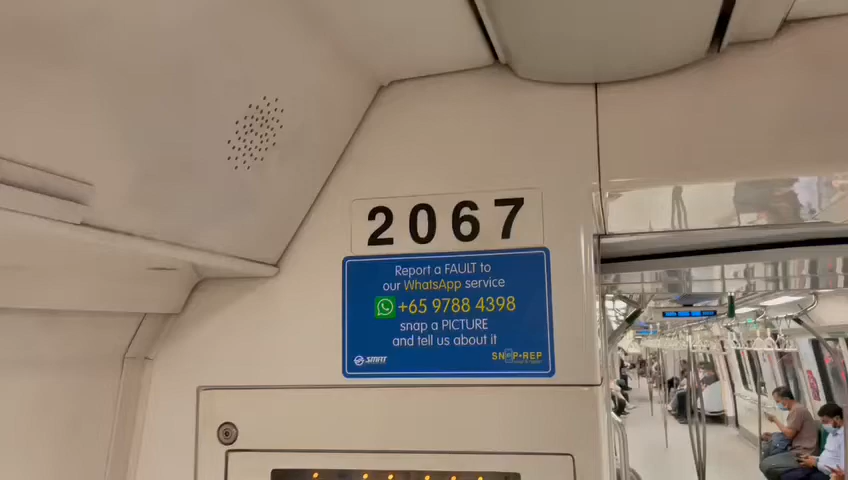 2067
Report a FAULT to
our WhatsApp service
+65 9788 4398
snap a PICTURE
and tell us about it
SMRT
SNAP-REP